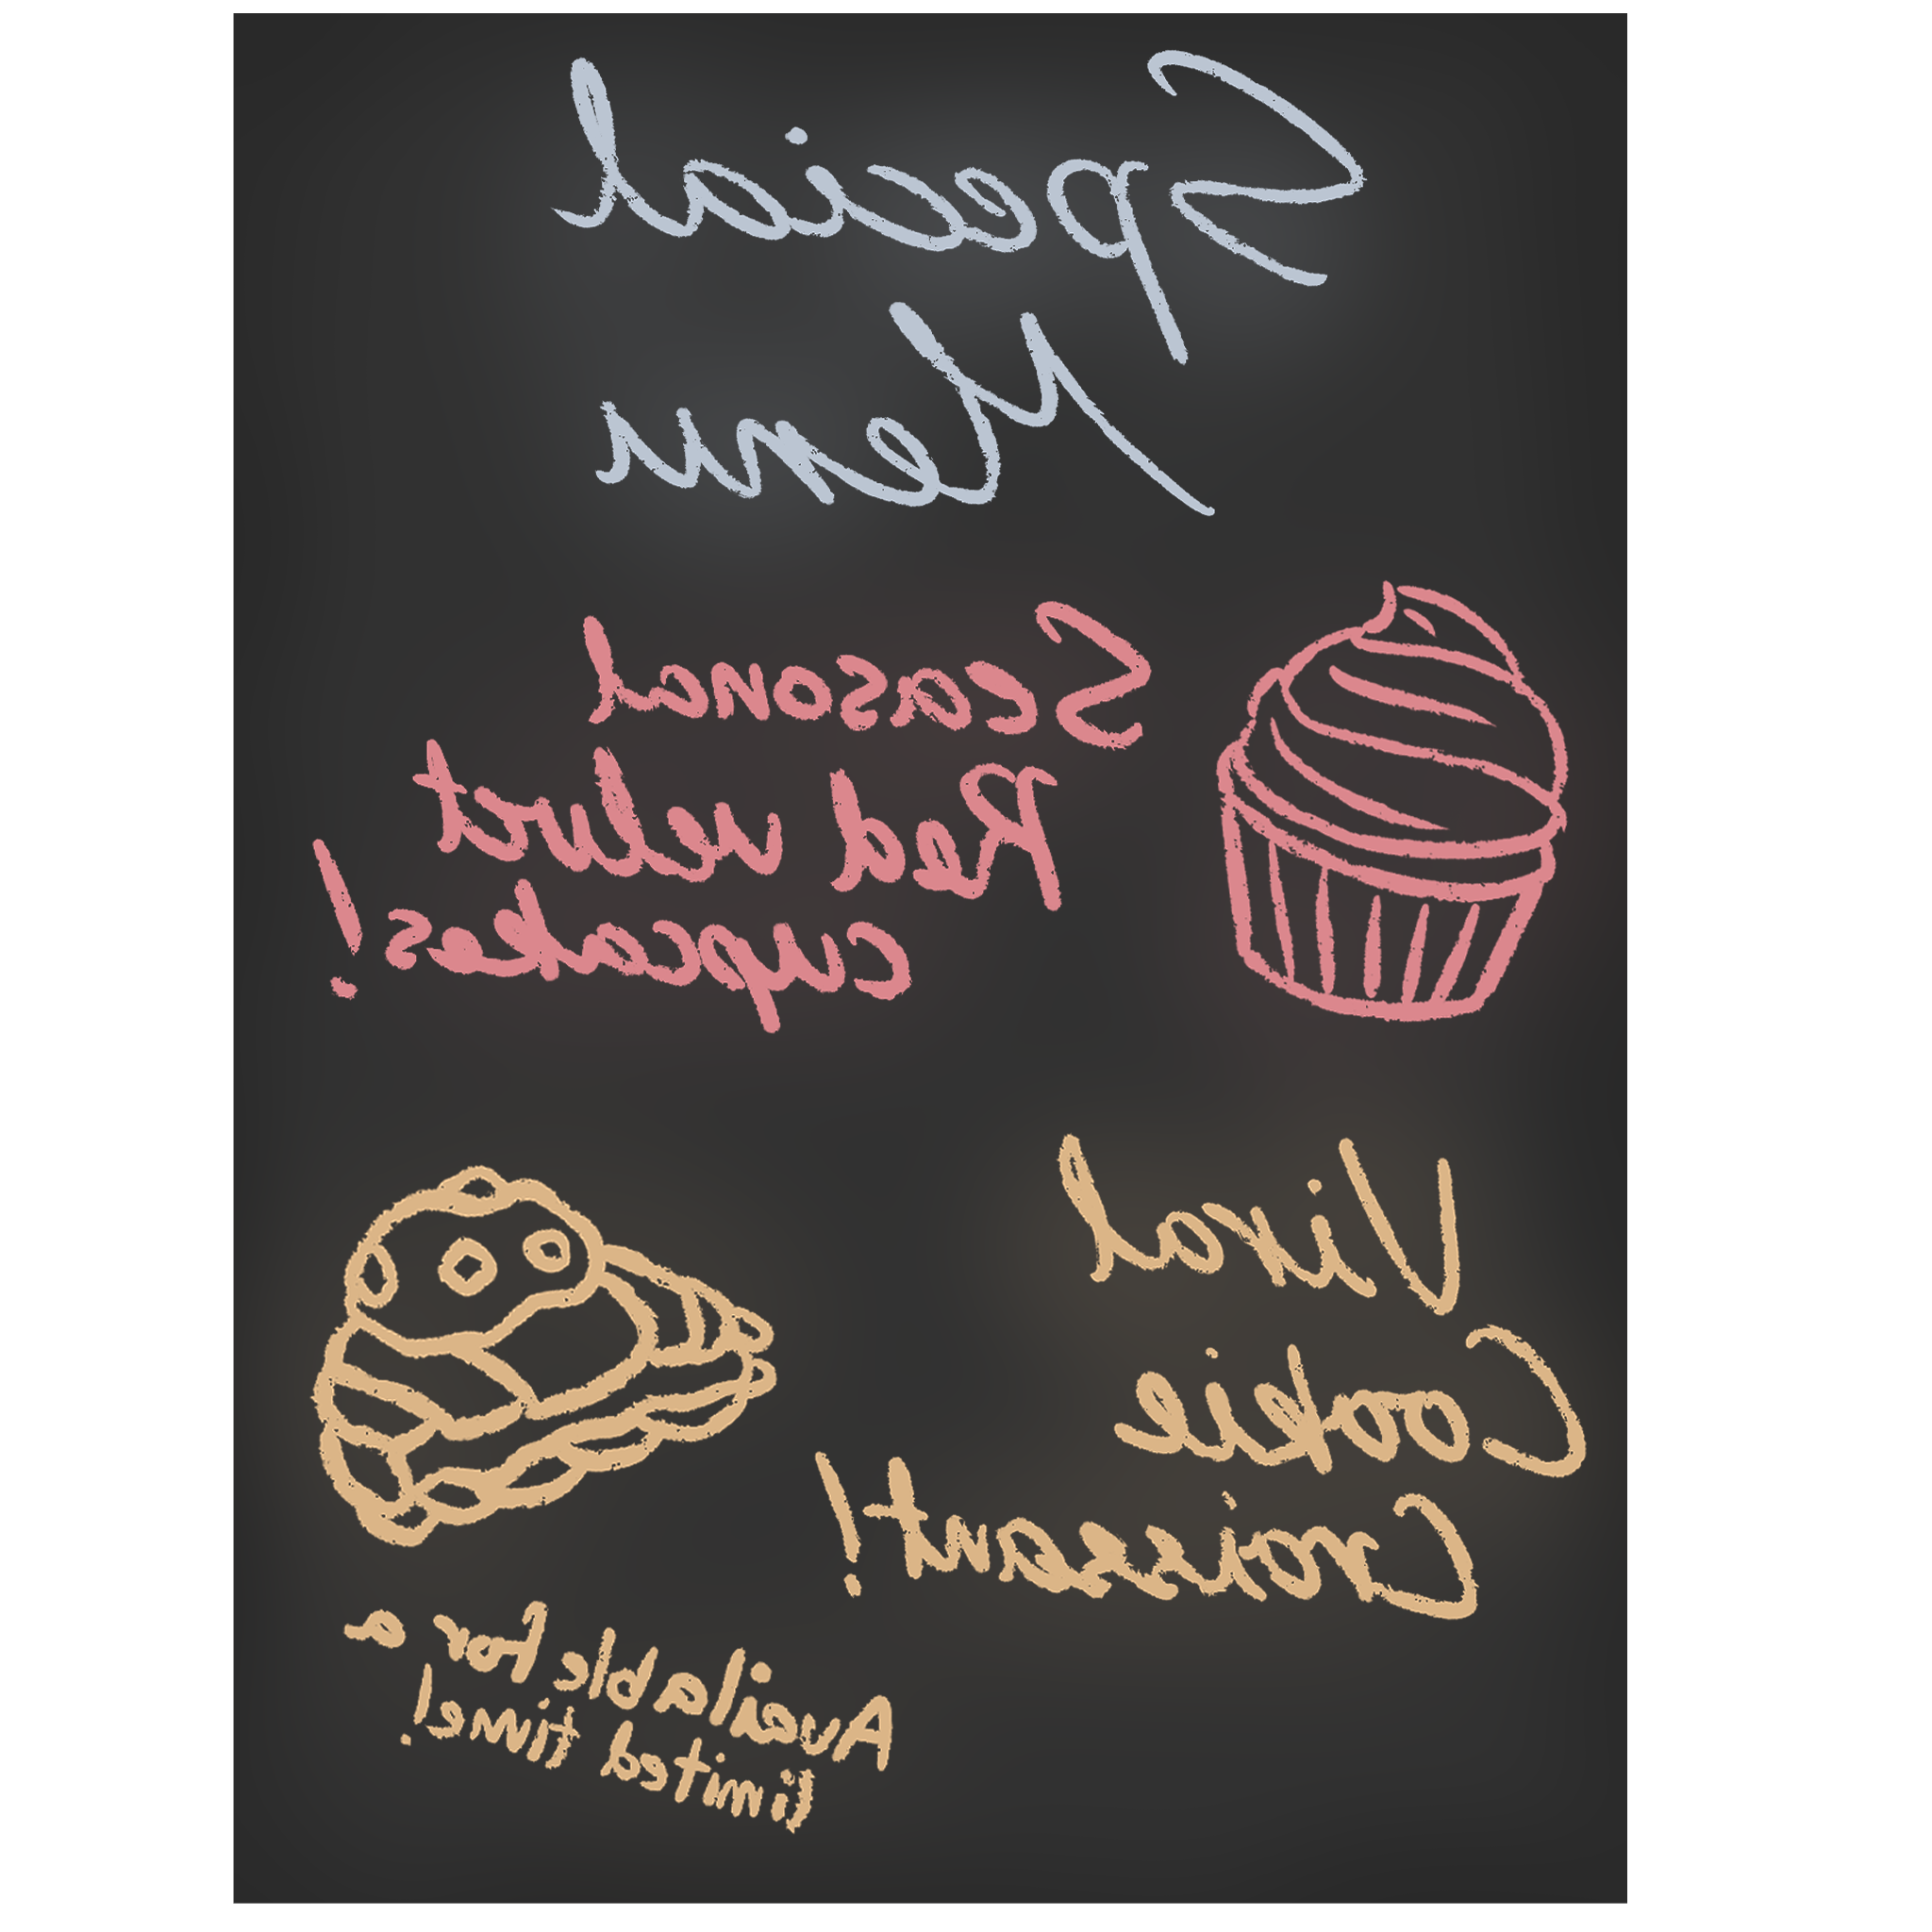 Special
Menu
Seasonal
Red velvet
cupcakes!
Viral
Cookie
Croissant!
Available for a
limited time!